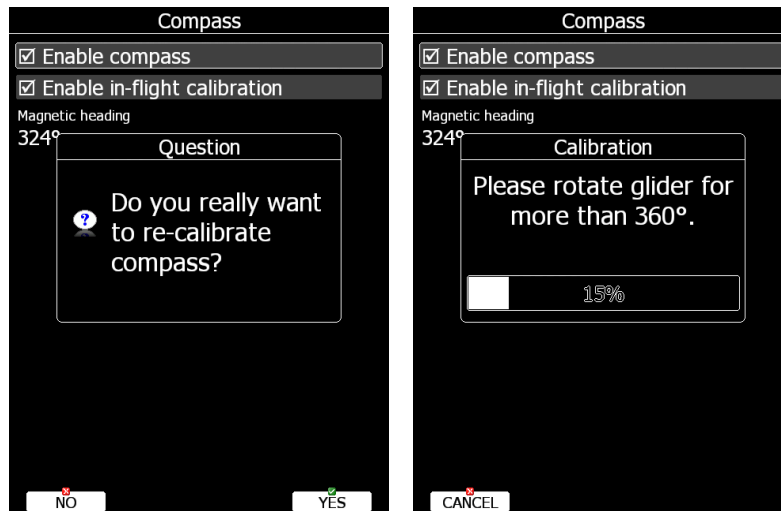 Compass
☑ Enable compass
☑ Enable in-flight calibration
Magnetic heading
324°
Question
Do you really want
to re-calibrate
compass?
NO
YES
Compass
☑ Enable compass
☑ Enable in-flight calibration
Magnetic heading
324°
Calibration
Please rotate glider for
more than 360°.
15%
CANCEL